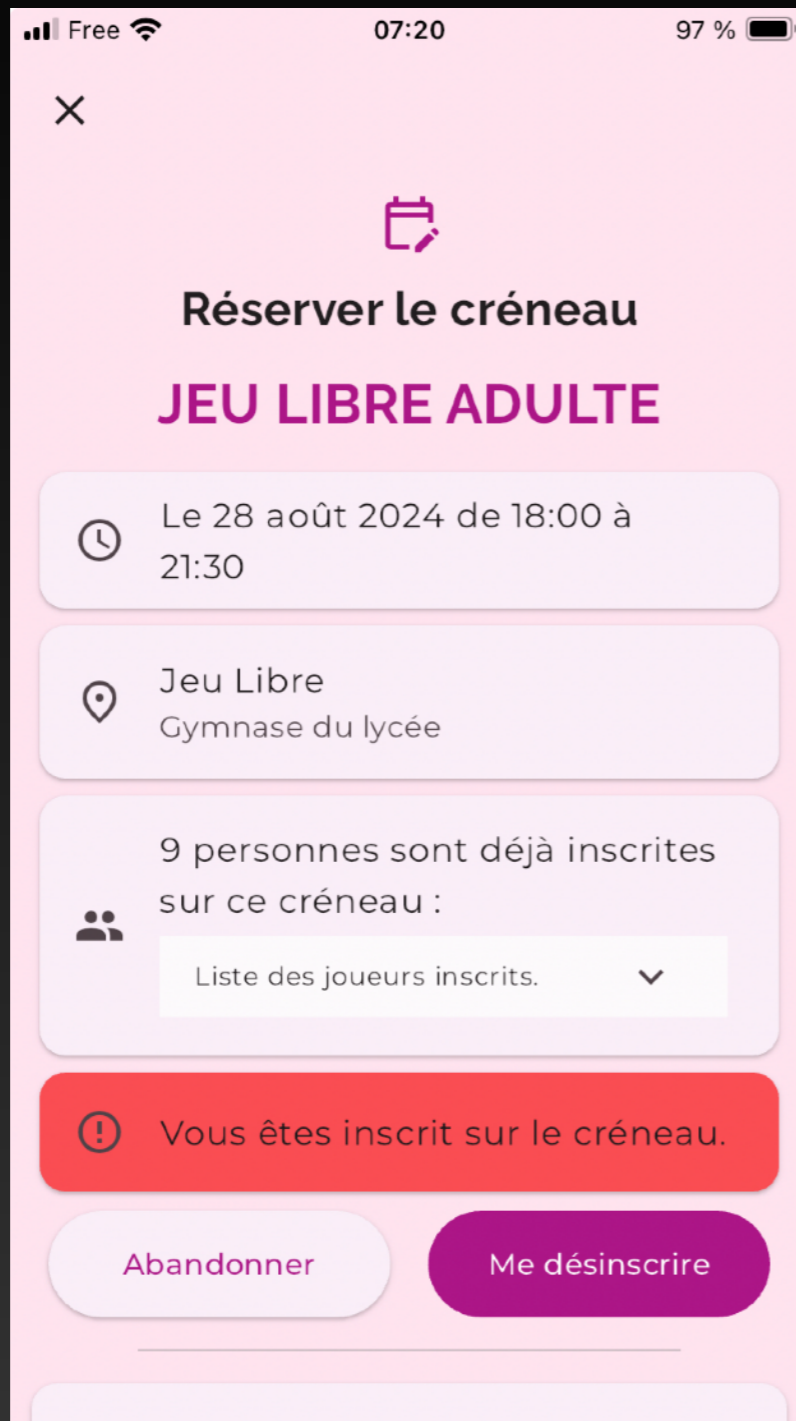 Free 07:20 97 %
Réserver le créneau
JEU LIBRE ADULTE
Le 28 août 2024 de 18:00 à
21:30
Jeu Libre
Gymnase du lycée
9 personnes sont déjà inscrites
sur ce créneau :
Liste des joueurs inscrits.
Vous êtes inscrit sur le créneau.
Abandonner
Me désinscrire